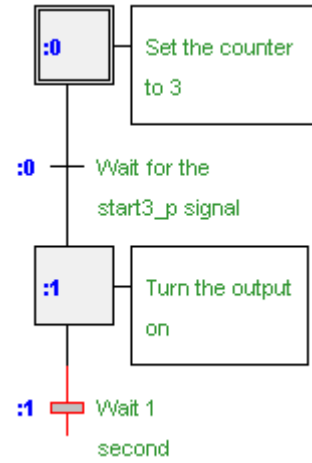 :0
Set the counter
to 3
:0
Wait for the
start3_p signal
:1
Turn the output
on
:1
Wait 1
second